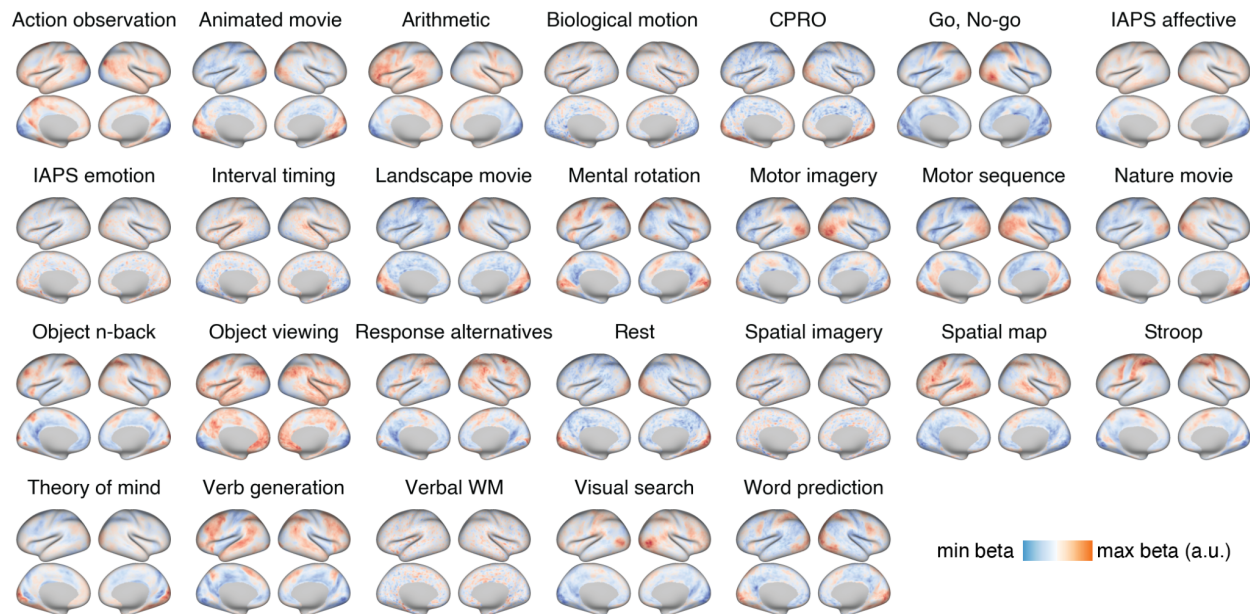 Action observation Animated movie Arithmetic Biological motion CPRO Go, No-go IAPS affective
IAPS emotion Interval timing Landscape movie Mental rotation Motor imagery Motor sequence Nature movie
Object n-back Object viewing Response alternatives Rest Spatial imagery Spatial map Stroop
Theory of mind Verb generation Verbal WM Visual search Word prediction
min beta max beta (a.u.)